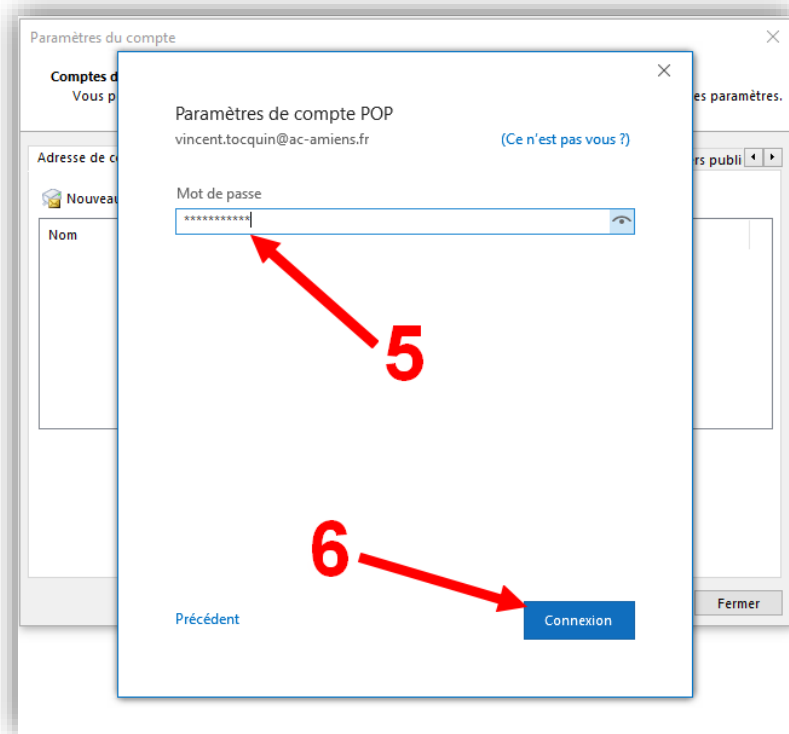 Paramètres du compte
Comptes d
Vous p
es paramètres.
Paramètres de compte POP
vincent.tocquin@ac-amiens.fr
(Ce n'est pas vous ?)
Adresse de c
rs publi
Nouveau
Mot de passe
***********
Nom
5
6
Précédent
Connexion
Fermer